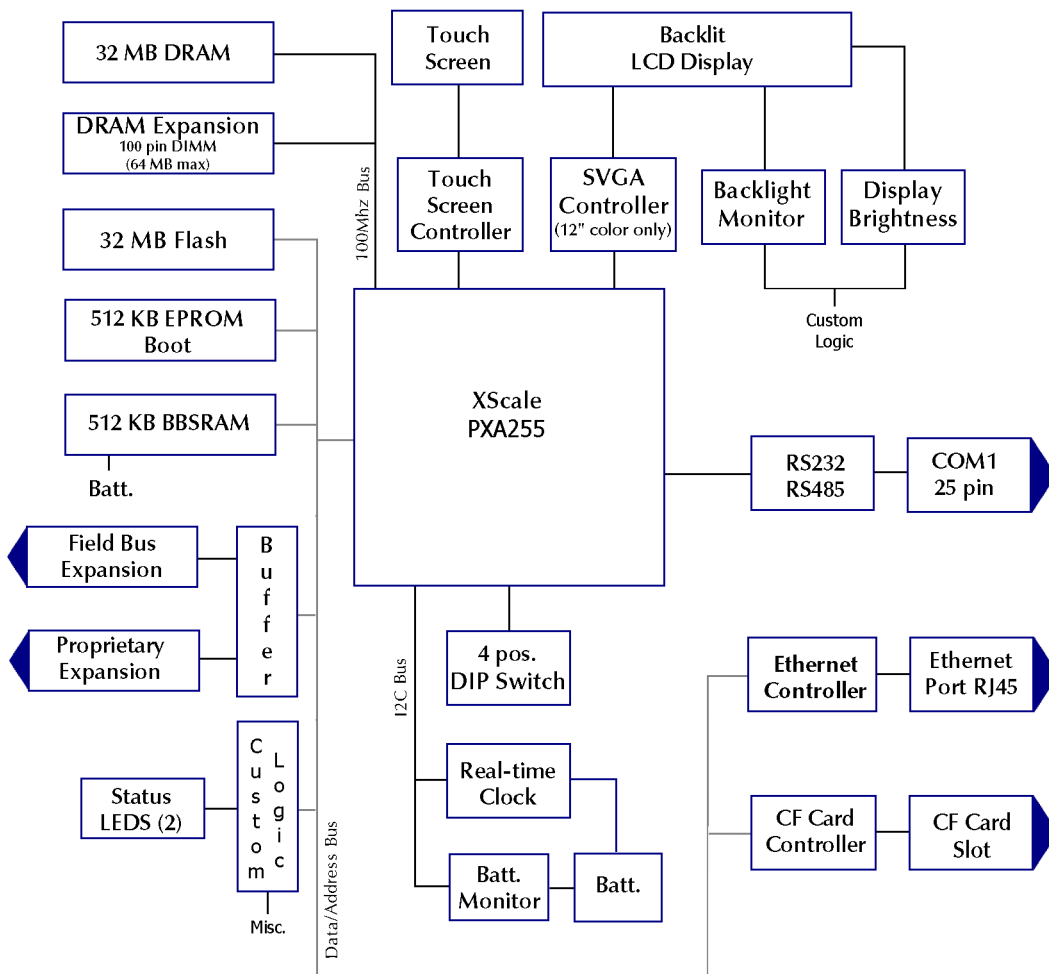 32 MB DRAM
DRAM Expansion
100 pin DIMM
(64 MB max)
32 MB Flash
512 KB EPROM
Boot
512 KB BBSRAM
Batt.
Field Bus
Expansion
Proprietary
Expansion
Buffer
Custom
Logic
Status
LEDS (2)
Misc.
Data/Address Bus
100Mhz Bus
Touch
Screen
Touch
Screen
Controller
Backlit
LCD Display
SVGA
Controller
(12" color only)
Backlight
Monitor
Display
Brightness
Custom
Logic
XScale
PXA255
RS232
RS485
COM1
25 pin
I2C Bus
4 pos.
DIP Switch
Real-time
Clock
Batt.
Monitor
Batt.
Ethernet
Controller
Ethernet
Port RJ45
CF Card
Controller
CF Card
Slot